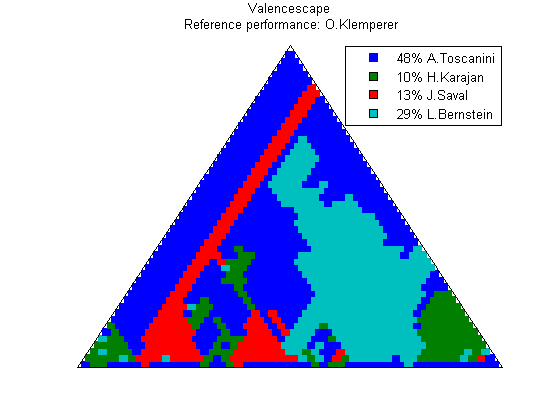 Valencescape
Reference performance: O.Klemperer
48% A.Toscanini
10% H.Karajan
13% J.Saval
29% L.Bernstein